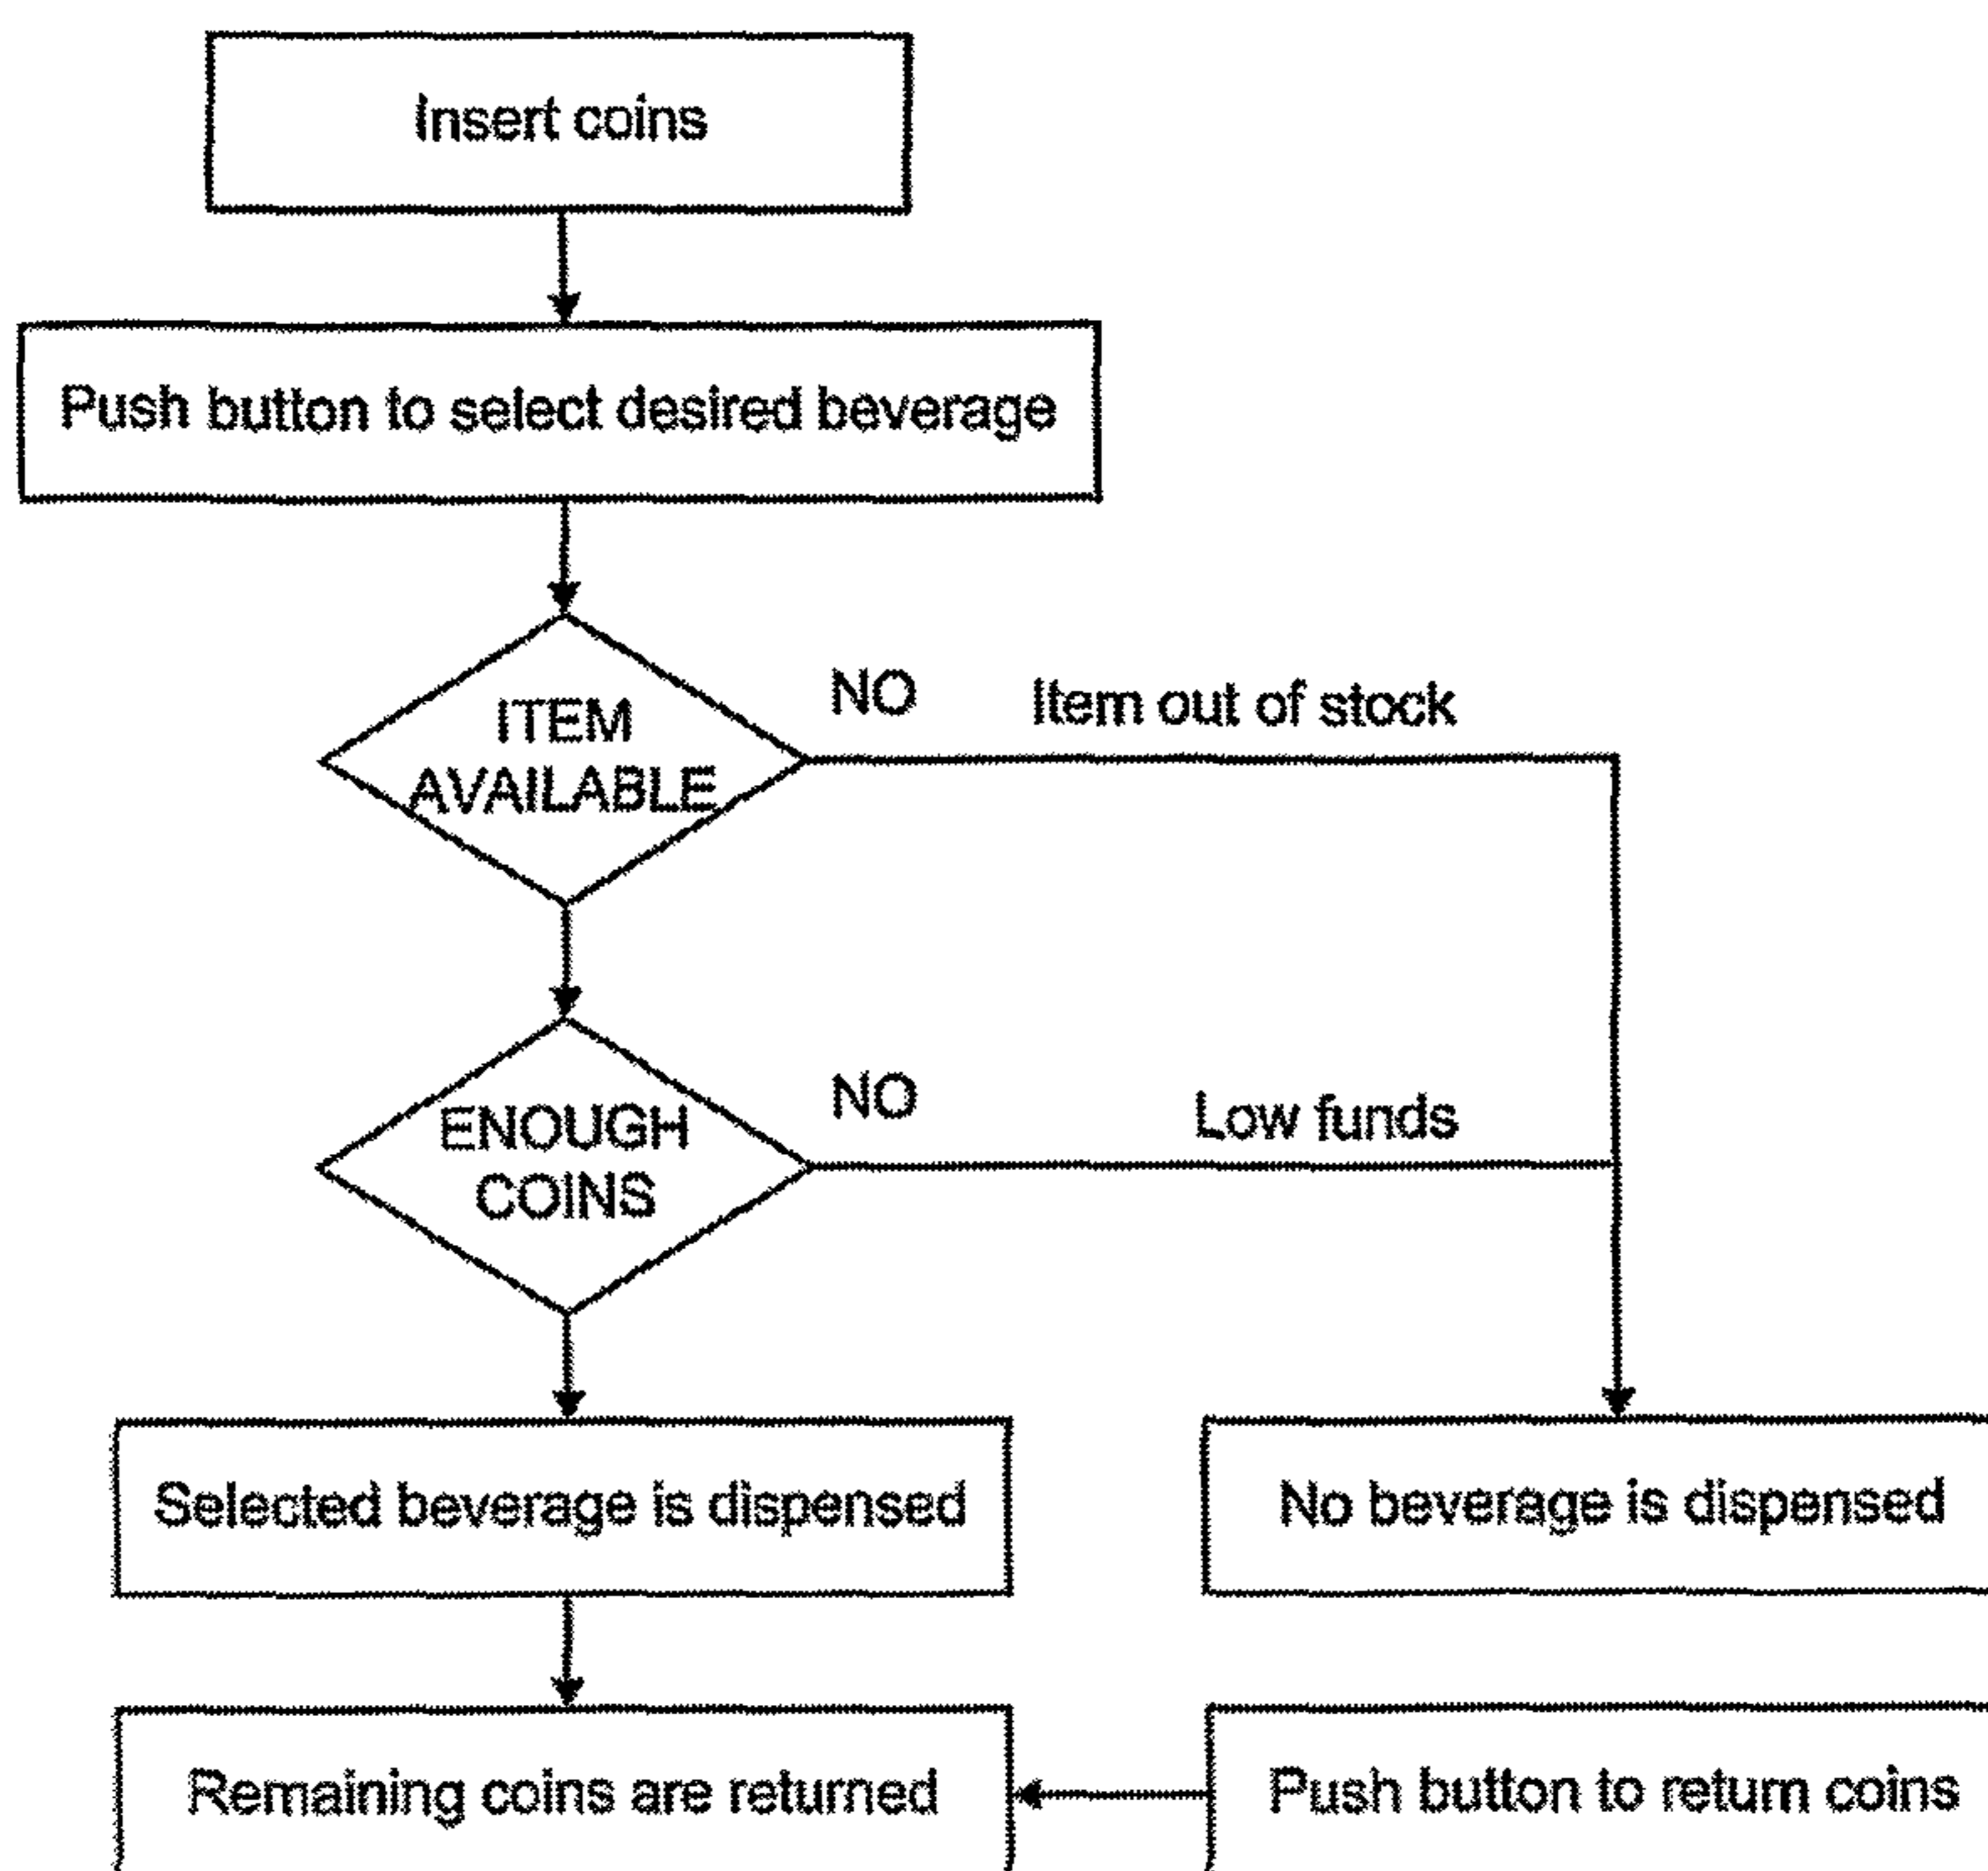 Insert coins
Push button to select desired beverage
ITEM
AVAILABLE
NO
Item out of stock
ENOUGH
COINS
NO
Low funds
Selected beverage is dispensed
No beverage is dispensed
Remaining coins are returned
Push button to return coins